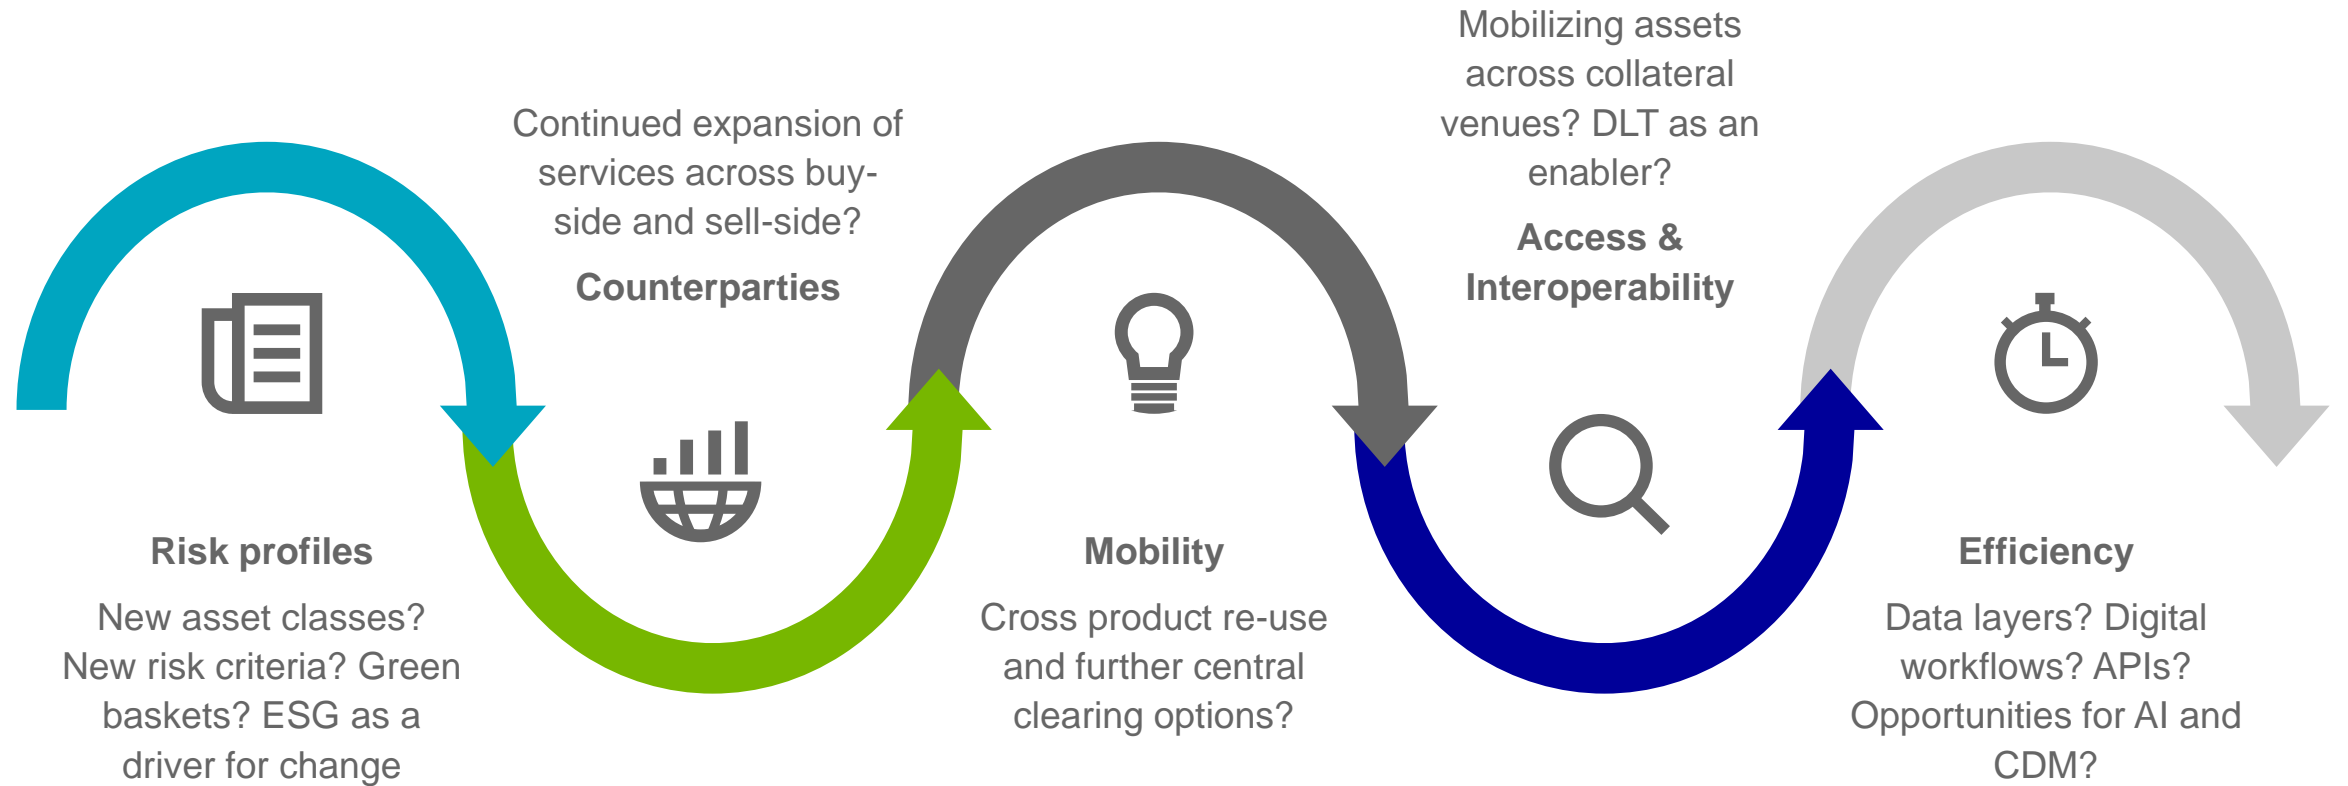 Risk profiles
New asset classes?
New risk criteria? Green
baskets? ESG as a
driver for change
Continued expansion of
services across buy-
side and sell-side?
Counterparties
Mobility
Cross product re-use
and further central
clearing options?
Mobilizing assets
across collateral
venues? DLT as an
enabler?
Access &
Interoperability
Efficiency
Data layers? Digital
workflows? APIs?
Opportunities for AI and
CDM?